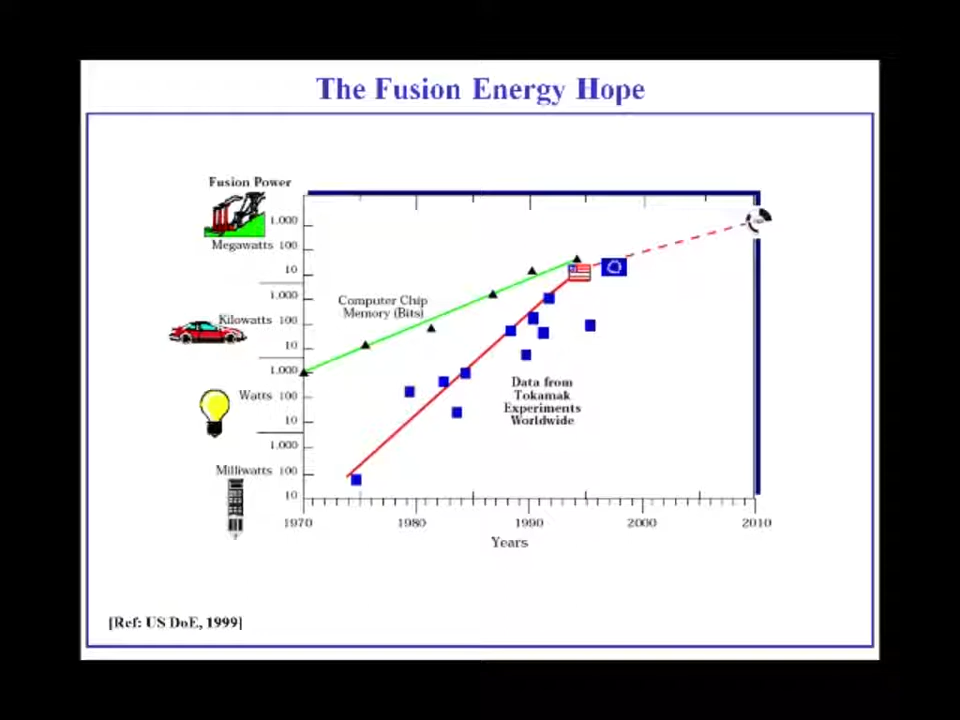 The Fusion Energy Hope
Fusion Power
1,000
Megawatts 100
10
1,000
Kilowatts 100
10
1,000
Watts 100
10
1,000
Milliwatts 100
10
Computer Chip
Memory (Bits)
Data from
Tokamak
Experiments
Worldwide
1970 1980 1990 2000 2010
Years
[Ref: US DoE, 1999]